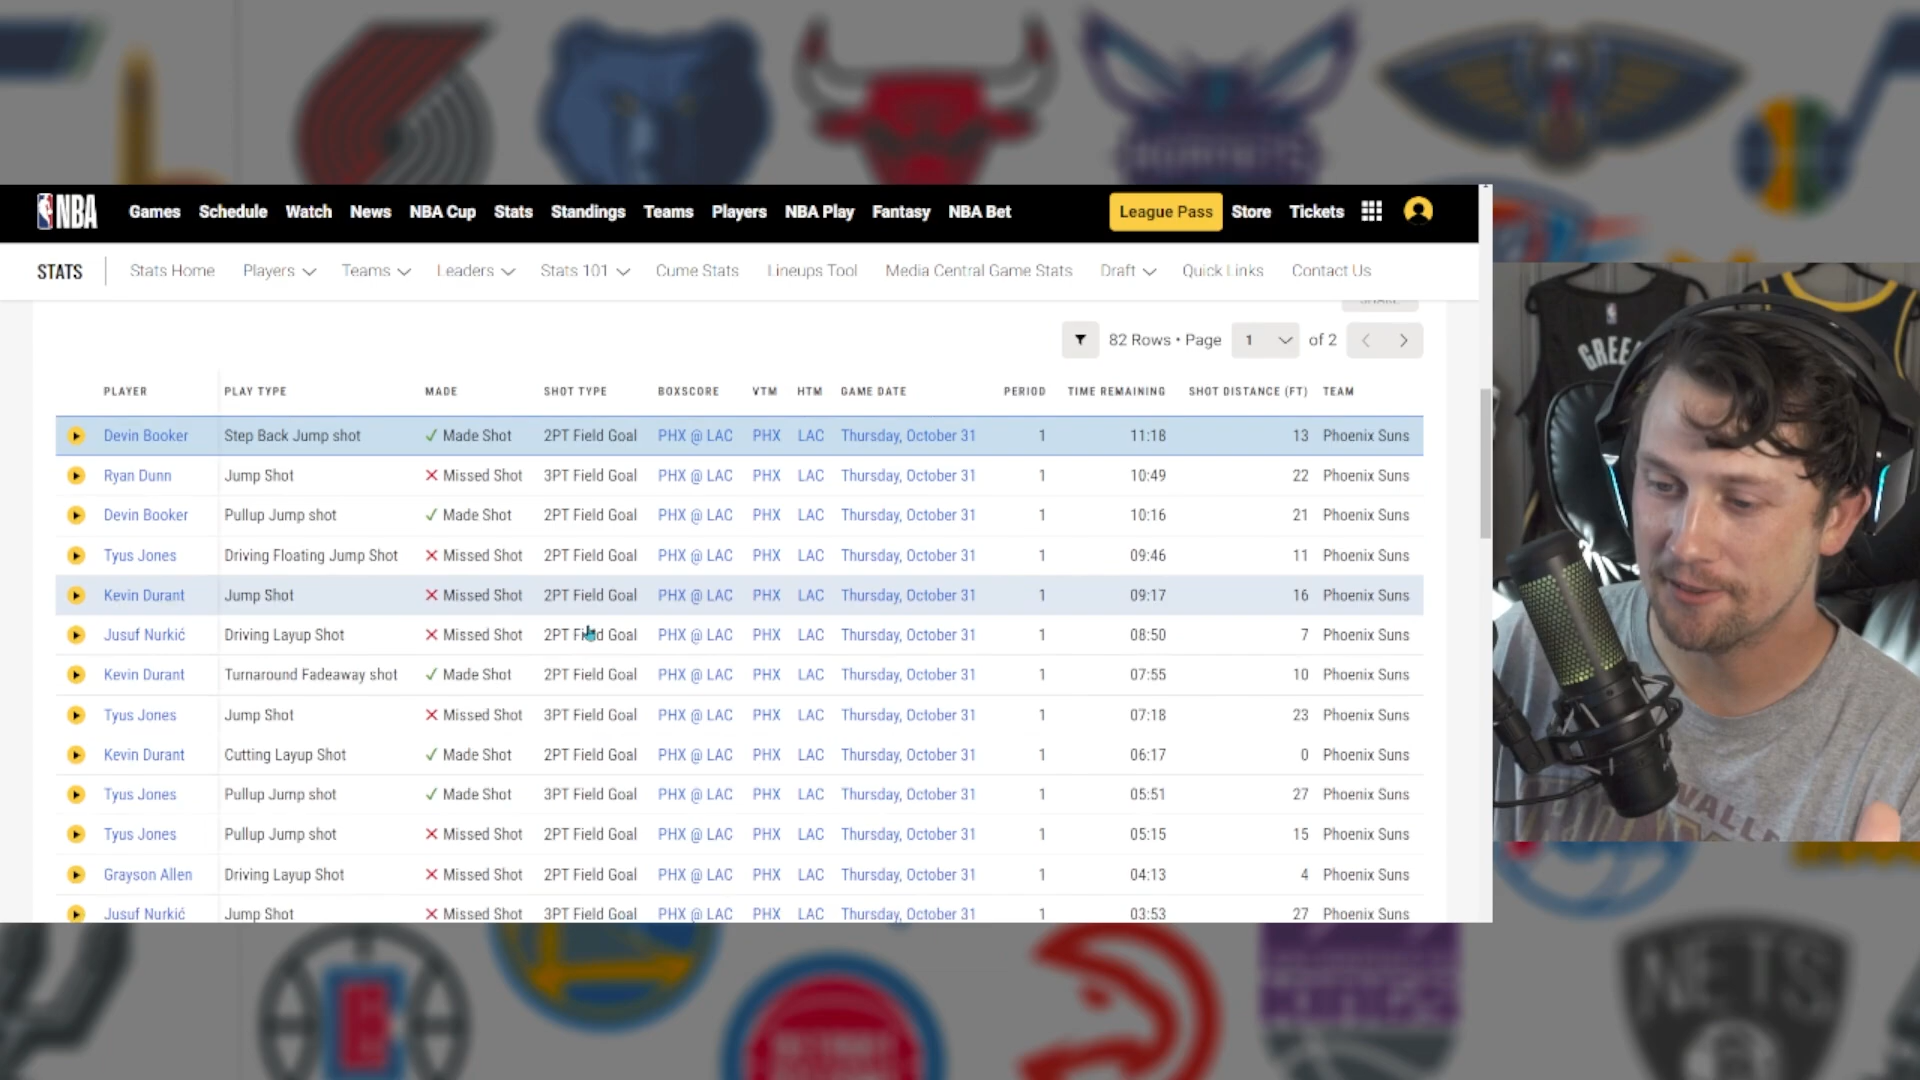 NBA Games Schedule Watch News NBA Cup Stats Standings Teams Players NBA Play Fantasy NBA Bet League Pass Store Tickets
STATS Stats Home Players Teams Leaders Stats 101 Cume Stats Lineups Tool Media Central Game Stats Draft Quick Links Contact Us
82 Rows • Page 1 of 2
PLAYER PLAY TYPE MADE SHOT TYPE BOXSCORE VTM HTM GAME DATE PERIOD TIME REMAINING SHOT DISTANCE (FT) TEAM
Devin Booker Step Back Jump shot Made Shot 2PT Field Goal PHX @ LAC PHX LAC Thursday, October 31 1 11:18 13 Phoenix Suns
Ryan Dunn Jump Shot Missed Shot 3PT Field Goal PHX @ LAC PHX LAC Thursday, October 31 1 10:49 22 Phoenix Suns
Devin Booker Pullup Jump shot Made Shot 2PT Field Goal PHX @ LAC PHX LAC Thursday, October 31 1 10:16 21 Phoenix Suns
Tyus Jones Driving Floating Jump Shot Missed Shot 2PT Field Goal PHX @ LAC PHX LAC Thursday, October 31 1 09:46 11 Phoenix Suns
Kevin Durant Jump Shot Missed Shot 2PT Field Goal PHX @ LAC PHX LAC Thursday, October 31 1 09:17 16 Phoenix Suns
Jusuf Nurkić Driving Layup Shot Missed Shot 2PT Field Goal PHX @ LAC PHX LAC Thursday, October 31 1 08:50 7 Phoenix Suns
Kevin Durant Turnaround Fadeaway shot Made Shot 2PT Field Goal PHX @ LAC PHX LAC Thursday, October 31 1 07:55 10 Phoenix Suns
Tyus Jones Jump Shot Missed Shot 3PT Field Goal PHX @ LAC PHX LAC Thursday, October 31 1 07:18 23 Phoenix Suns
Kevin Durant Cutting Layup Shot Made Shot 2PT Field Goal PHX @ LAC PHX LAC Thursday, October 31 1 06:17 0 Phoenix Suns
Tyus Jones Pullup Jump shot Made Shot 3PT Field Goal PHX @ LAC PHX LAC Thursday, October 31 1 05:51 27 Phoenix Suns
Tyus Jones Pullup Jump shot Missed Shot 2PT Field Goal PHX @ LAC PHX LAC Thursday, October 31 1 05:15 15 Phoenix Suns
Grayson Allen Driving Layup Shot Missed Shot 2PT Field Goal PHX @ LAC PHX LAC Thursday, October 31 1 04:13 4 Phoenix Suns
Jusuf Nurkić Jump Shot Missed Shot 3PT Field Goal PHX @ LAC PHX LAC Thursday, October 31 1 03:53 27 Phoenix Suns
NETS